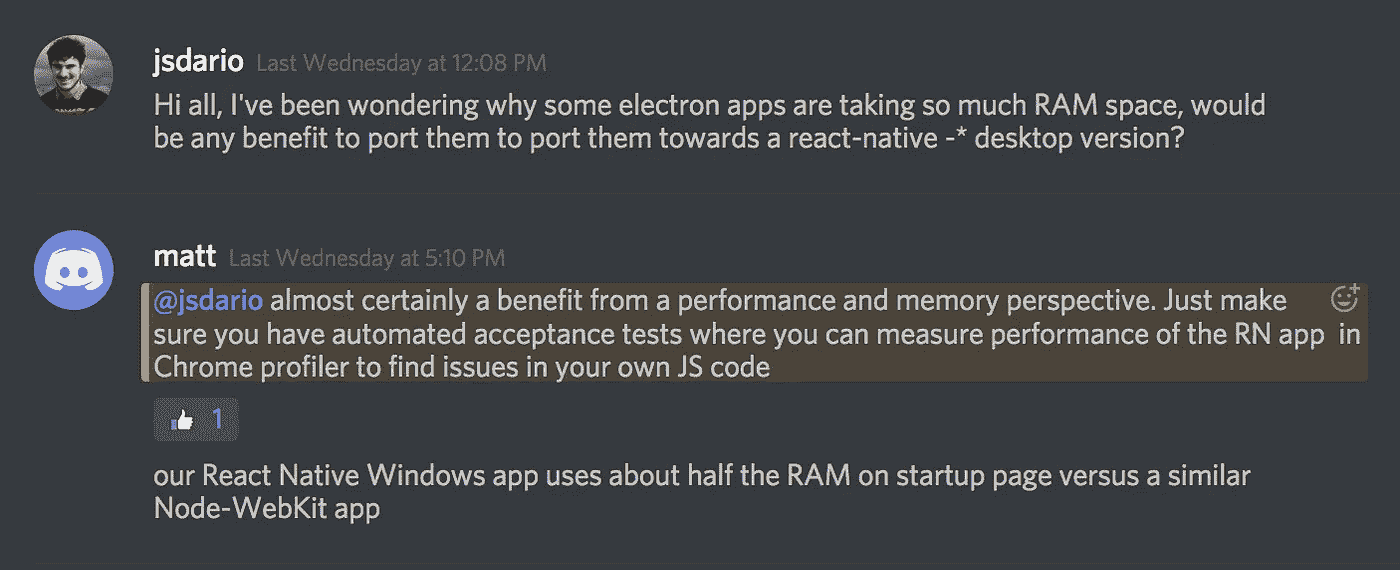 jsdario Last Wednesday at 12:08 PM
Hi all, I've been wondering why some electron apps are taking so much RAM space, would
be any benefit to port them to port them towards a react-native -* desktop version?
matt Last Wednesday at 5:10 PM
@jsdario almost certainly a benefit from a performance and memory perspective. Just make
sure you have automated acceptance tests where you can measure performance of the RN app in
Chrome profiler to find issues in your own JS code
1
our React Native Windows app uses about half the RAM on startup page versus a similar
Node-WebKit app